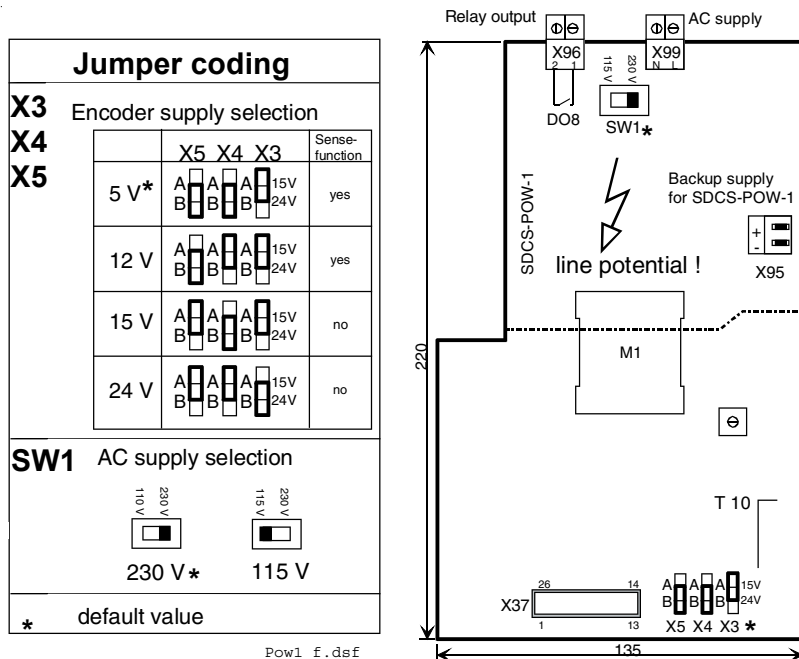 Jumper coding
X3
X4
X5
Encoder supply selection
X5 X4 X3
Sense-
function
5 V*
A A A 15V
B B B 24V
yes
12 V
A A A 15V
B B B 24V
yes
15 V
A A A 15V
B B B 24V
no
24 V
A A A 15V
B B B 24V
no
SW1 AC supply selection
110 V 230 V
115 V 230 V
230 V *
115 V
* default value
Pow1_f.dsf
Relay output
AC supply
X96
2 1
X99
N L
115 V 230 V
DO8
SW1*
SDCS-POW-1
Backup supply
for SDCS-POW-1
+
-
X95
line potential !
M1
220
T 10
X37
26 14
1 13
A A A 15V
B B B 24V
X5 X4 X3 *
135